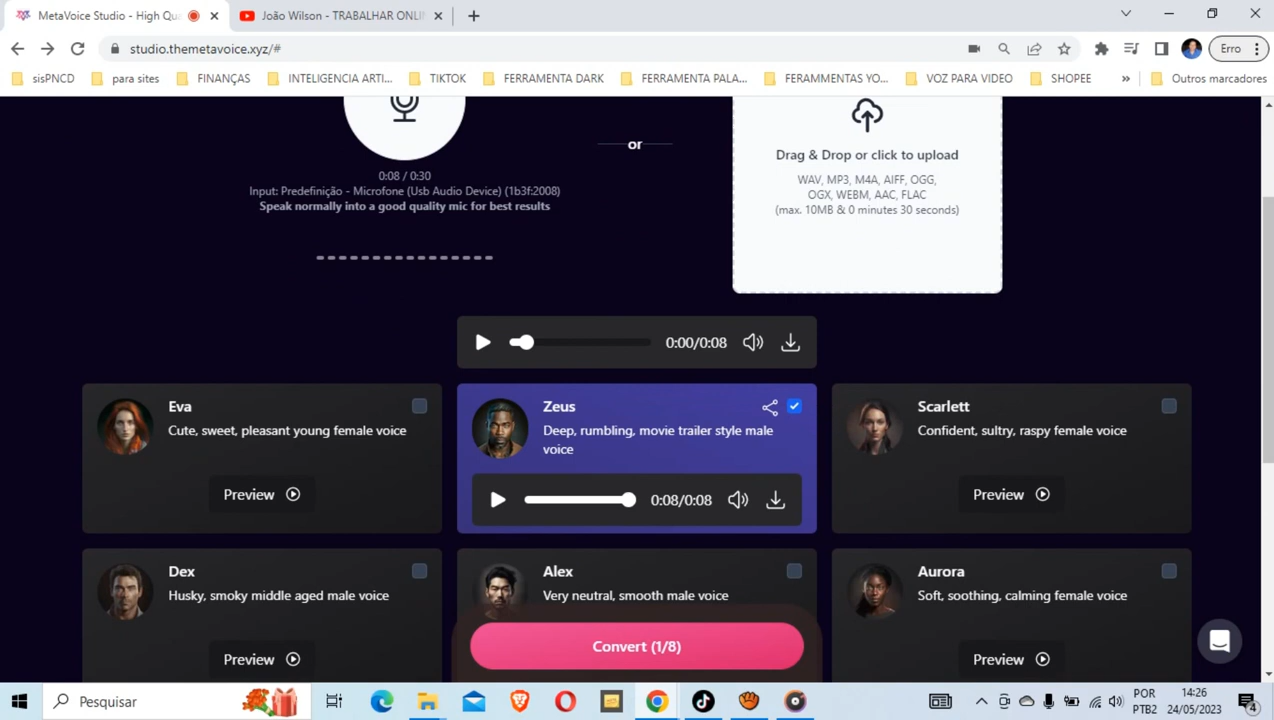 MetaVoice Studio - High Qu
João Wilson - TRABALHAR ONLI
studio.themetavoice.xyz/#
Erro
sisPNCD
para sites
FINANÇAS
INTELIGENCIA ARTI...
TIKTOK
FERRAMENTA DARK
FERRAMENTA PALA...
FERAMMENTAS YO...
VOZ PARA VIDEO
SHOPEE
»
Outros marcadores
0:08 / 0:30
Input: Predefinição - Microfone (Usb Audio Device) (1b3f:2008)
Speak normally into a good quality mic for best results
or
Drag & Drop or click to upload
WAV, MP3, M4A, AIFF, OGG,
OGX, WEBM, AAC, FLAC
(max. 10MB & 0 minutes 30 seconds)
0:00/0:08
Eva
Cute, sweet, pleasant young female voice
Preview
Zeus
Deep, rumbling, movie trailer style male
voice
0:08/0:08
Scarlett
Confident, sultry, raspy female voice
Preview
Dex
Husky, smoky middle aged male voice
Preview
Alex
Very neutral, smooth male voice
Aurora
Soft, soothing, calming female voice
Preview
Convert (1/8)
Pesquisar
POR
PTB2
14:26
24/05/2023
4